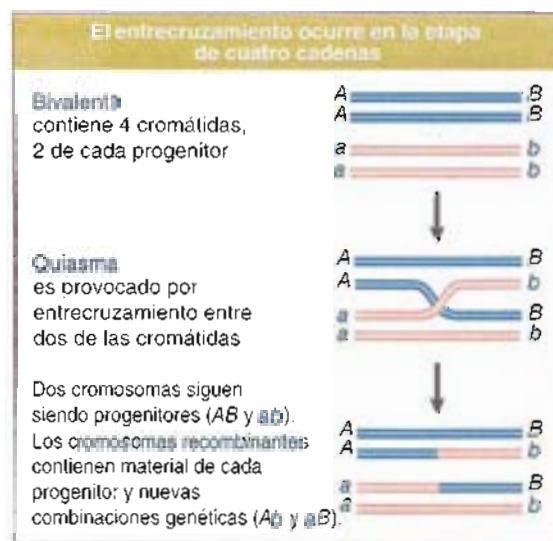 El entrecruzamiento ocurre en la etapa
de cuatro cadenas
Bivalente
contiene 4 cromátidas,
2 de cada progenitor
A B
A B
a b
a b
Quiasma
es provocado por
entrecruzamiento entre
dos de las cromátidas
A B
A b
a B
a b
Dos cromosomas siguen
siendo progenitores (AB y ab).
Los cromosomas recombinantes
contienen material de cada
progenitor y nuevas
combinaciones genéticas (Ab y aB).
A B
A b
a B
a b